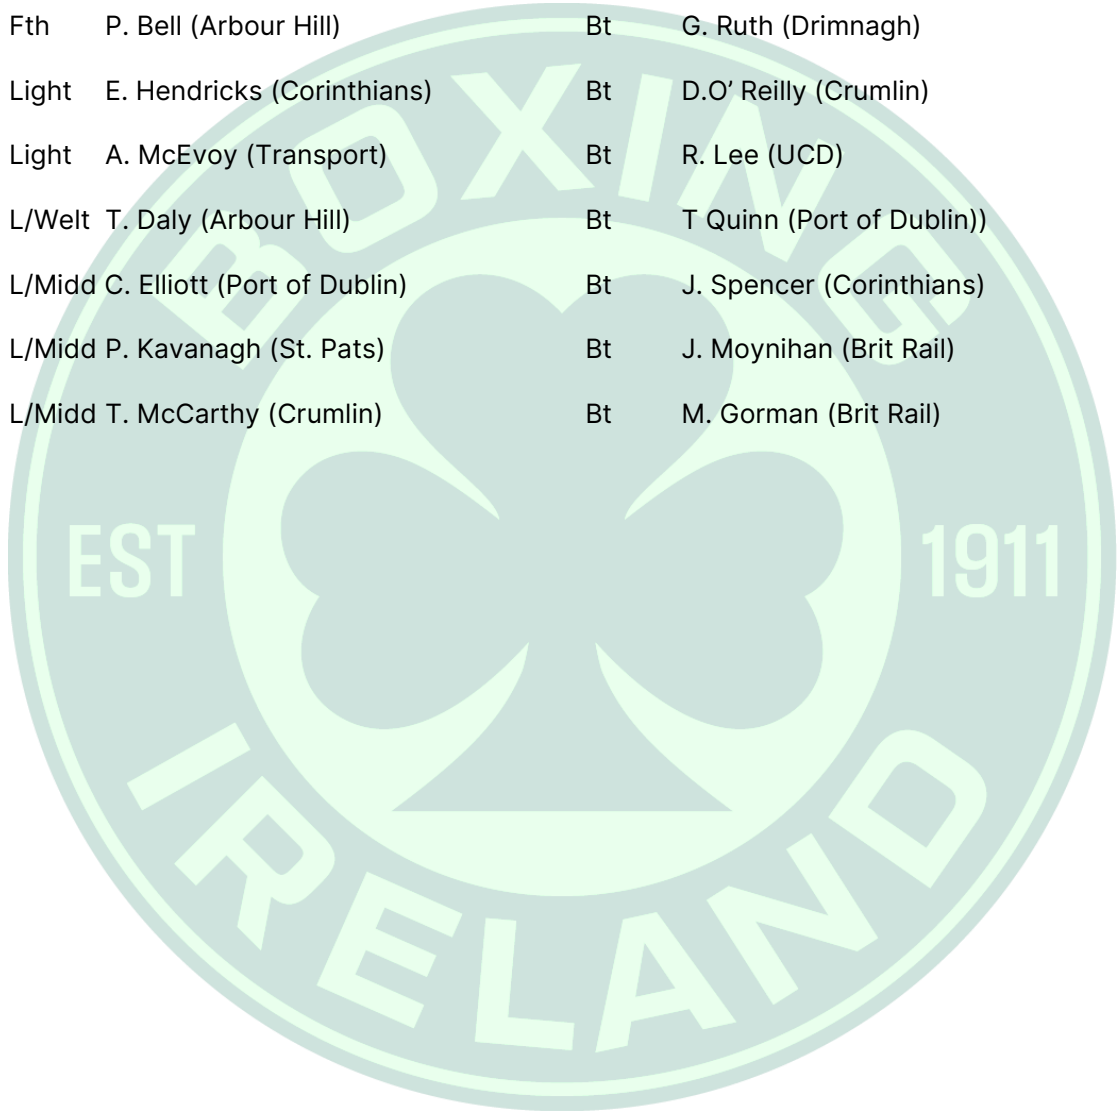 Fth P. Bell (Arbour Hill) Bt G. Ruth (Drimnagh)
Light E. Hendricks (Corinthians) Bt D.O’ Reilly (Crumlin)
Light A. McEvoy (Transport) Bt R. Lee (UCD)
L/Welt T. Daly (Arbour Hill) Bt T Quinn (Port of Dublin))
L/Midd C. Elliott (Port of Dublin) Bt J. Spencer (Corinthians)
L/Midd P. Kavanagh (St. Pats) Bt J. Moynihan (Brit Rail)
L/Midd T. McCarthy (Crumlin) Bt M. Gorman (Brit Rail)
BOXING
EST 1911
IRELAND